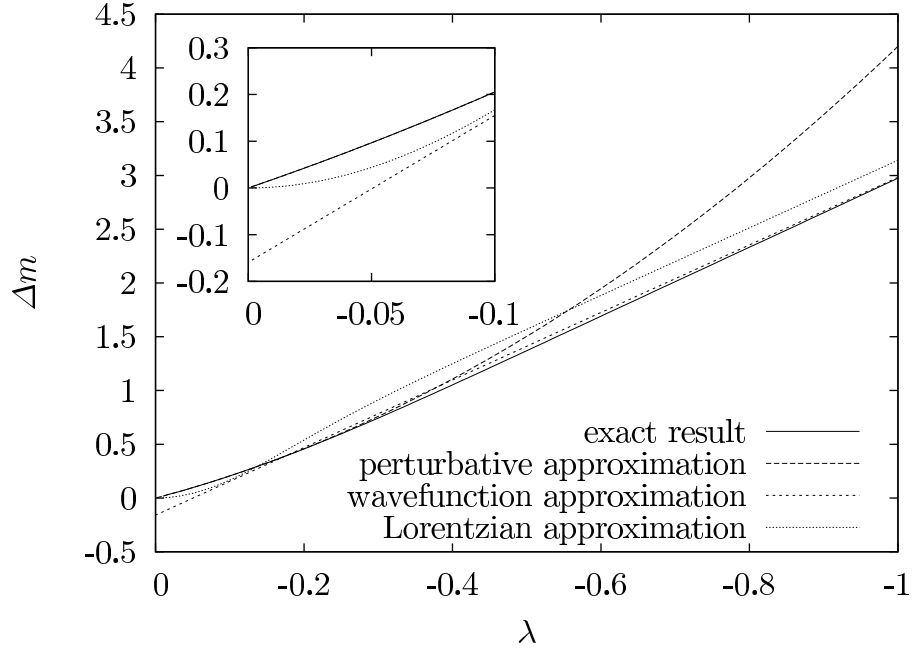 4.5
4
3.5
3
2.5
2
1.5
1
0.5
0
-0.5
Δm
0.3
0.2
0.1
0
-0.1
-0.2
0 -0.05 -0.1
exact result
perturbative approximation
wavefunction approximation
Lorentzian approximation
0 -0.2 -0.4 -0.6 -0.8 -1
λ